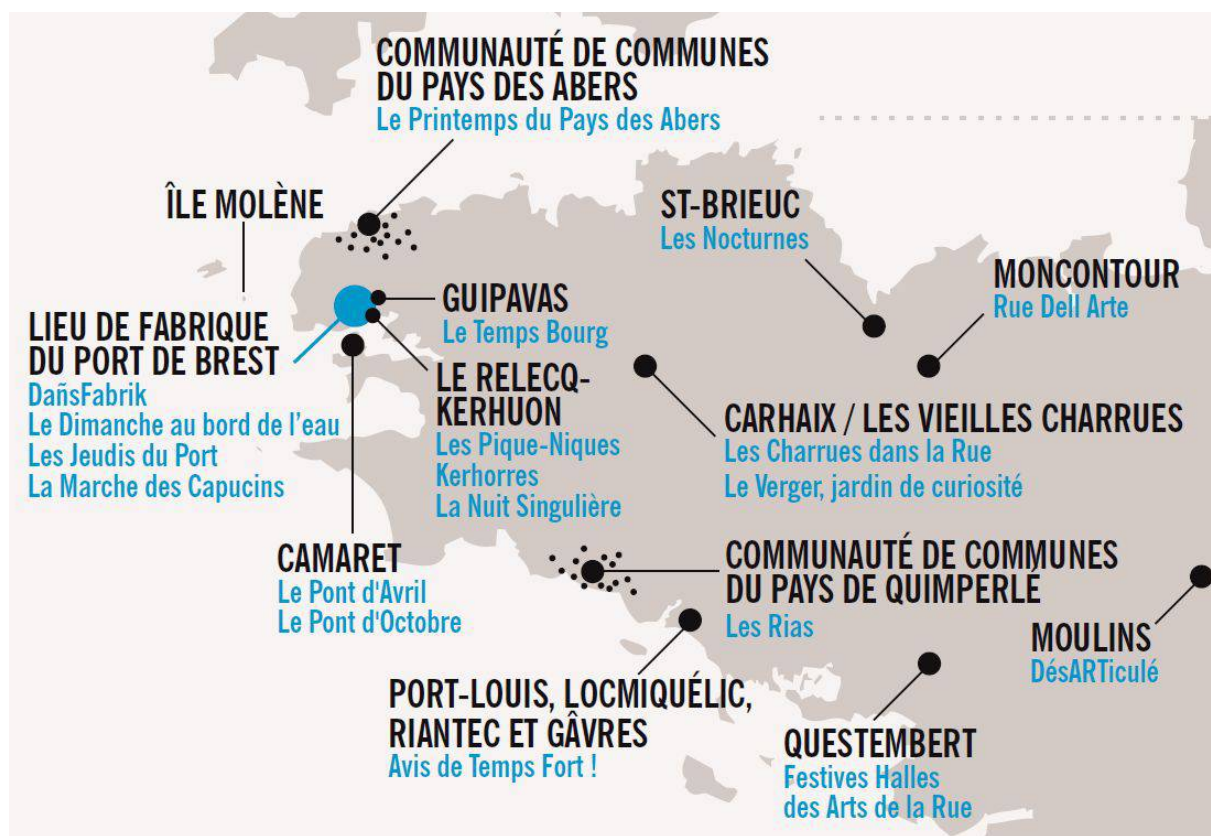 COMMUNAUTÉ DE COMMUNES
DU PAYS DES ABERS
Le Printemps du Pays des Abers
ÎLE MOLÈNE
ST-BRIEUC
Les Nocturnes
MONCONTOUR
Rue Dell Arte
GUIPAVAS
Le Temps Bourg
LIEU DE FABRIQUE
DU PORT DE BREST
DañsFabrik
Le Dimanche au bord de l'eau
Les Jeudis du Port
La Marche des Capucins
LE RELECQ-
KERHUON
Les Pique-Niques
Kerhorres
La Nuit Singulière
CARHAIX / LES VIEILLES CHARRUES
Les Charrues dans la Rue
Le Verger, jardin de curiosité
CAMARET
Le Pont d'Avril
Le Pont d'Octobre
COMMUNAUTÉ DE COMMUNES
DU PAYS DE QUIMPERLÉ
Les Rias
MOULINS
DésARTiculé
PORT-LOUIS, LOCMIQUÉLIC,
RIANTEC ET GÂVRES
Avis de Temps Fort !
QUESTEMBERT
Festives Halles
des Arts de la Rue